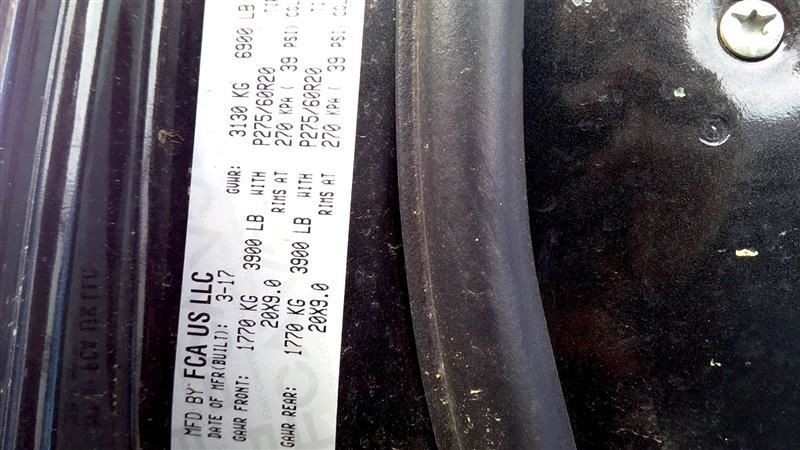 MFD BY FCA US LLC
DATE OF MFR(BUILT): 3-17 GVWR: 3130 KG 6900 LB
GAWR FRONT: 1770 KG 3900 LB WITH P275/60R20
20X9.0 RIMS AT 270 KPA ( 39 PSI)
GAWR REAR: 1770 KG 3900 LB WITH P275/60R20
20X9.0 RIMS AT 270 KPA ( 39 PSI)